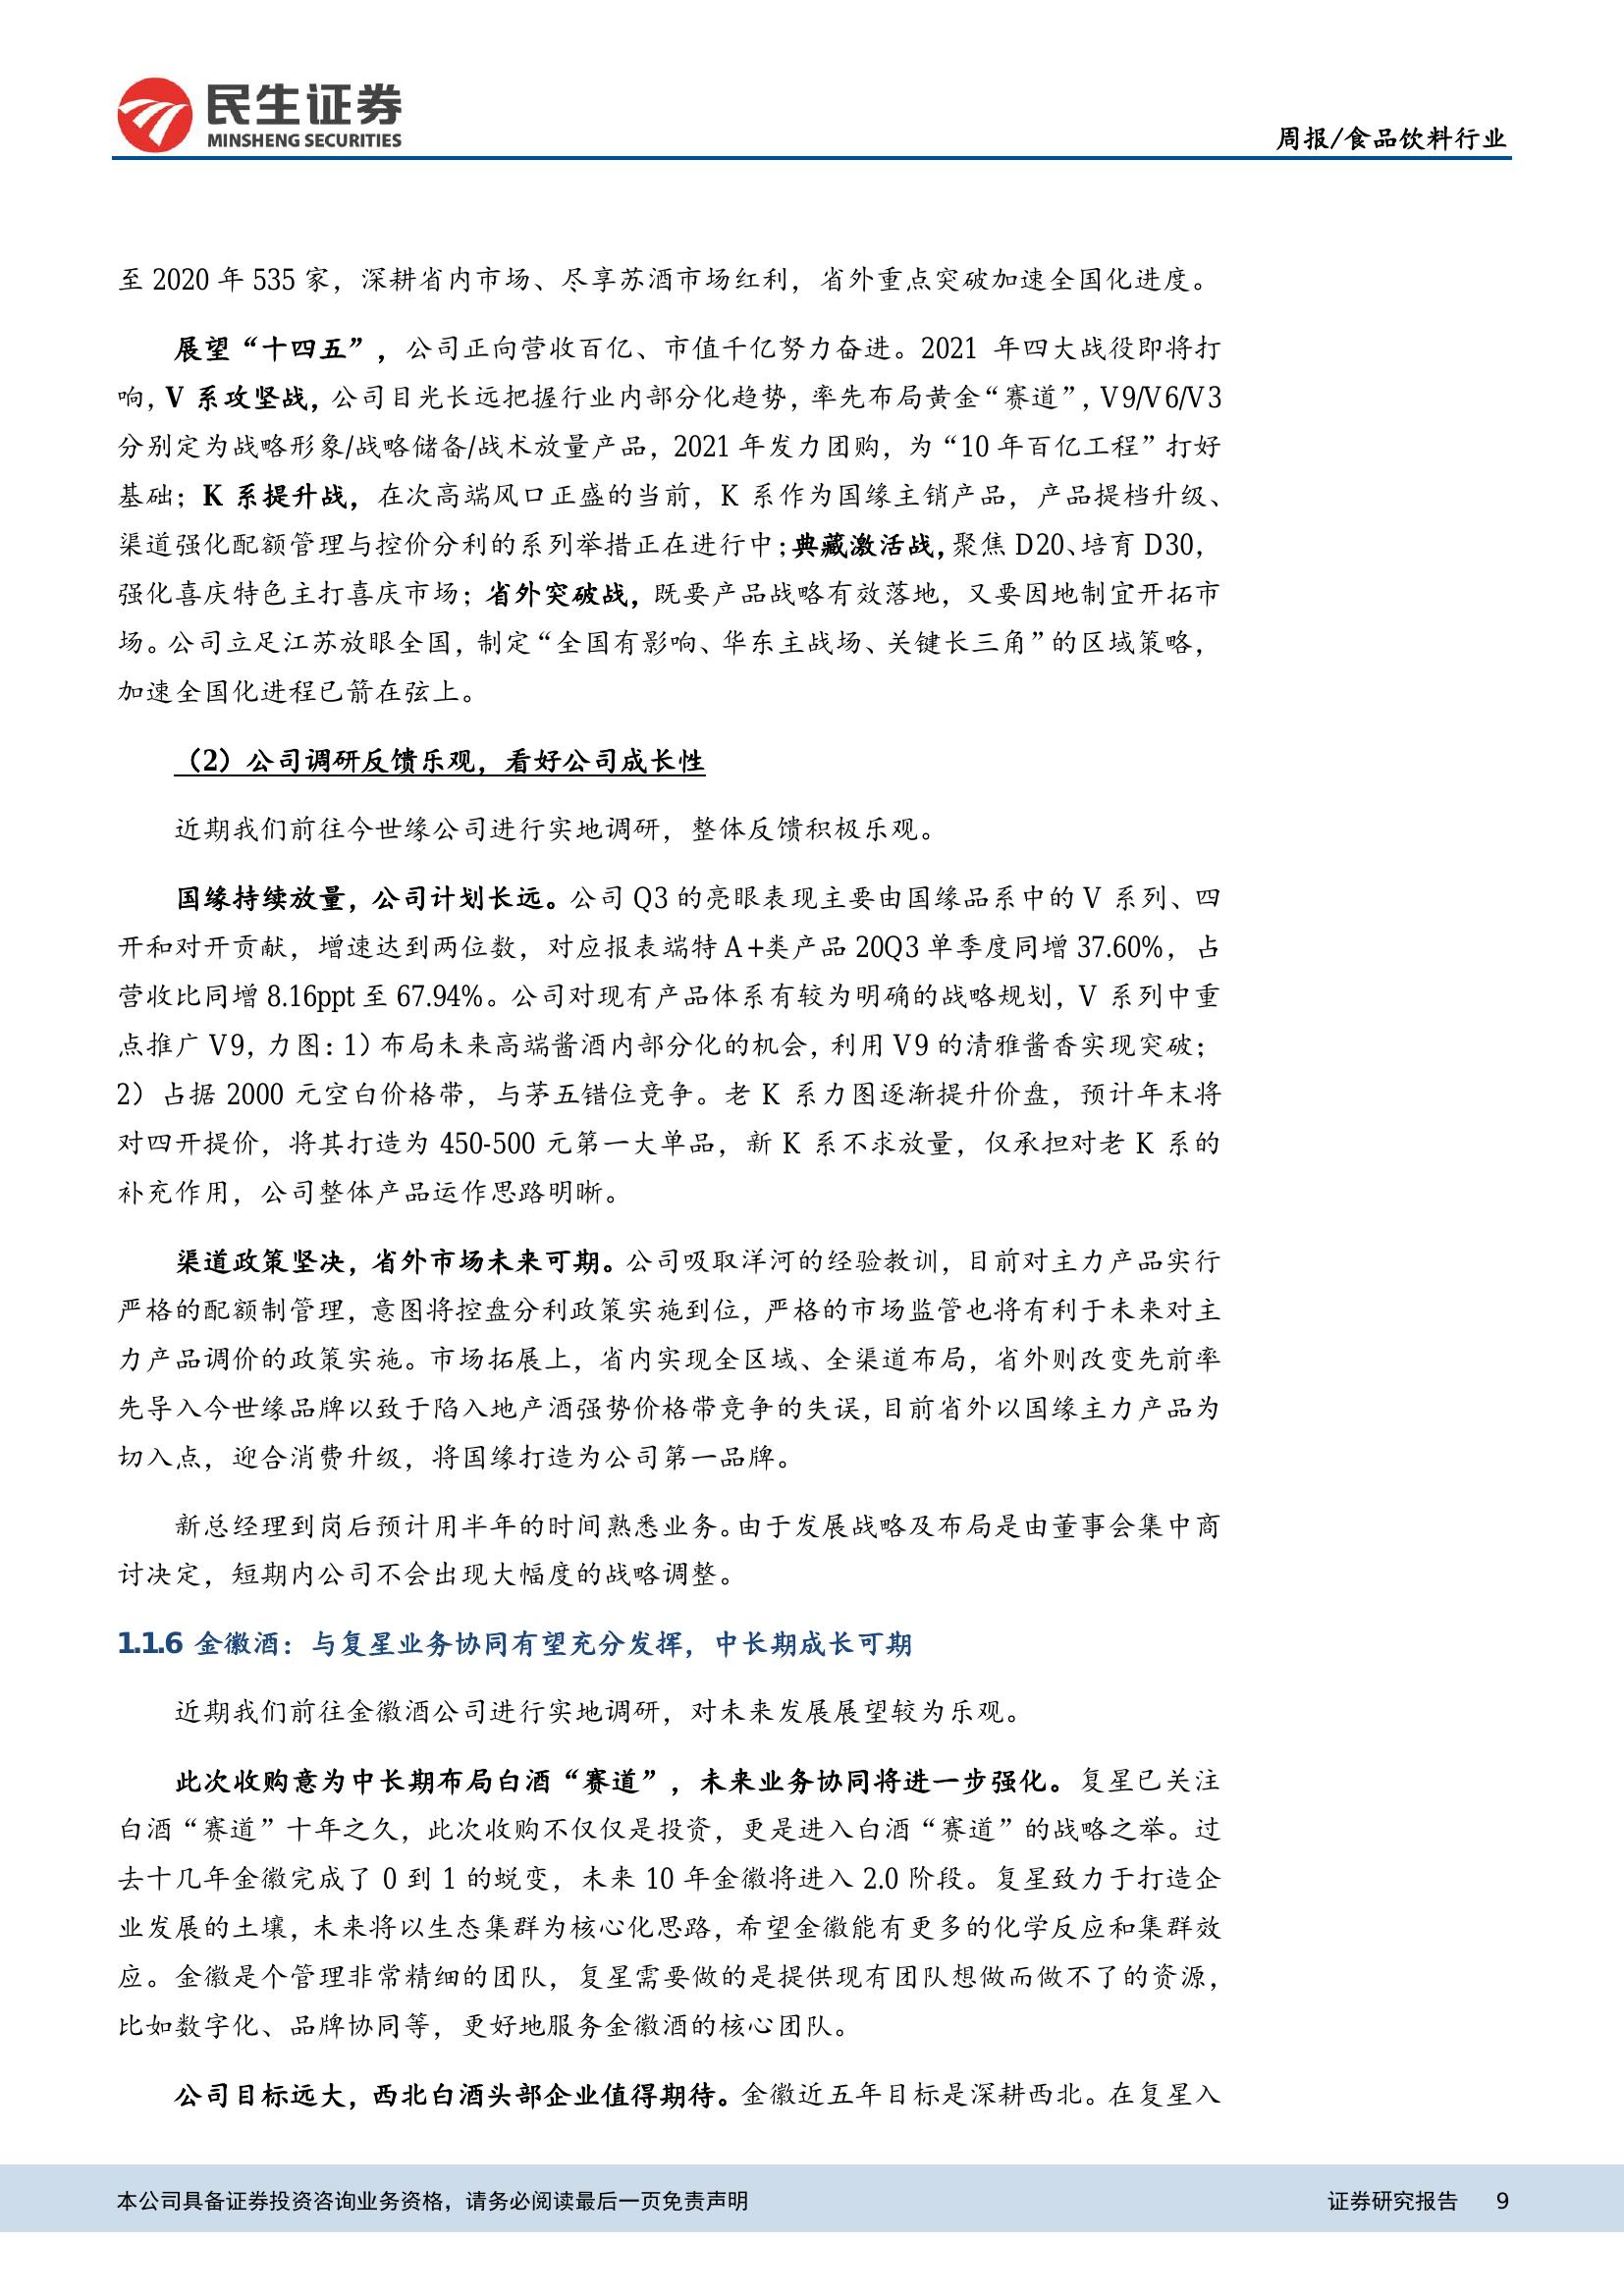 民生证券
MINSHENG SECURITIES
周报/食品饮料行业
至 2020 年 535 家，深耕省内市场、尽享苏酒市场红利，省外重点突破加速全国化进度。
展望“十四五”，公司正向营收百亿、市值千亿努力奋进。2021 年四大战役即将打
响，V 系攻坚战，公司目光长远把握行业内部分化趋势，率先布局黄金“赛道”，V9/V6/V3
分别定为战略形象/战略储备/战术放量产品，2021 年发力团购，为“10 年百亿工程”打好
基础；K 系提升战，在次高端风口正盛的当前，K 系作为国缘主销产品，产品提档升级、
渠道强化配额管理与控价分利的系列举措正在进行中；典藏激活战，聚焦 D20、培育 D30，
强化喜庆特色主打喜庆市场；省外突破战，既要产品战略有效落地，又要因地制宜开拓市
场。公司立足江苏放眼全国，制定“全国有影响、华东主战场、关键长三角”的区域策略，
加速全国化进程已箭在弦上。
（2）公司调研反馈乐观，看好公司成长性
近期我们前往今世缘公司进行实地调研，整体反馈积极乐观。
国缘持续放量，公司计划长远。公司 Q3 的亮眼表现主要由国缘品系中的 V 系列、四
开和对开贡献，增速达到两位数，对应报表端特 A+类产品 20Q3 单季度同增 37.60%，占
营收比同增 8.16ppt 至 67.94%。公司对现有产品体系有较为明确的战略规划，V 系列中重
点推广 V9，力图：1）布局未来高端酱酒内部分化的机会，利用 V9 的清雅酱香实现突破；
2）占据 2000 元空白价格带，与茅五错位竞争。老 K 系力图逐渐提升价盘，预计年末将
对四开提价，将其打造为 450-500 元第一大单品，新 K 系不求放量，仅承担对老 K 系的
补充作用，公司整体产品运作思路明晰。
渠道政策坚决，省外市场未来可期。公司吸取洋河的经验教训，目前对主力产品实行
严格的配额制管理，意图将控盘分利政策实施到位，严格的市场监管也将有利于未来对主
力产品调价的政策实施。市场拓展上，省内实现全区域、全渠道布局，省外则改变先前率
先导入今世缘品牌以致于陷入地产酒强势价格带竞争的失误，目前省外以国缘主力产品为
切入点，迎合消费升级，将国缘打造为公司第一品牌。
新总经理到岗后预计用半年的时间熟悉业务。由于发展战略及布局是由董事会集中商
讨决定，短期内公司不会出现大幅度的战略调整。
1.1.6 金徽酒：与复星业务协同有望充分发挥，中长期成长可期
近期我们前往金徽酒公司进行实地调研，对未来发展展望较为乐观。
此次收购意为中长期布局白酒“赛道”，未来业务协同将进一步强化。复星已关注
白酒“赛道”十年之久，此次收购不仅仅是投资，更是进入白酒“赛道”的战略之举。过
去十几年金徽完成了 0 到 1 的蜕变，未来 10 年金徽将进入 2.0 阶段。复星致力于打造企
业发展的土壤，未来将以生态集群为核心化思路，希望金徽能有更多的化学反应和集群效
应。金徽是个管理非常精细的团队，复星需要做的是提供现有团队想做而做不了的资源，
比如数字化、品牌协同等，更好地服务金徽酒的核心团队。
公司目标远大，西北白酒头部企业值得期待。金徽近五年目标是深耕西北。在复星入
本公司具备证券投资咨询业务资格，请务必阅读最后一页免责声明
证券研究报告 9